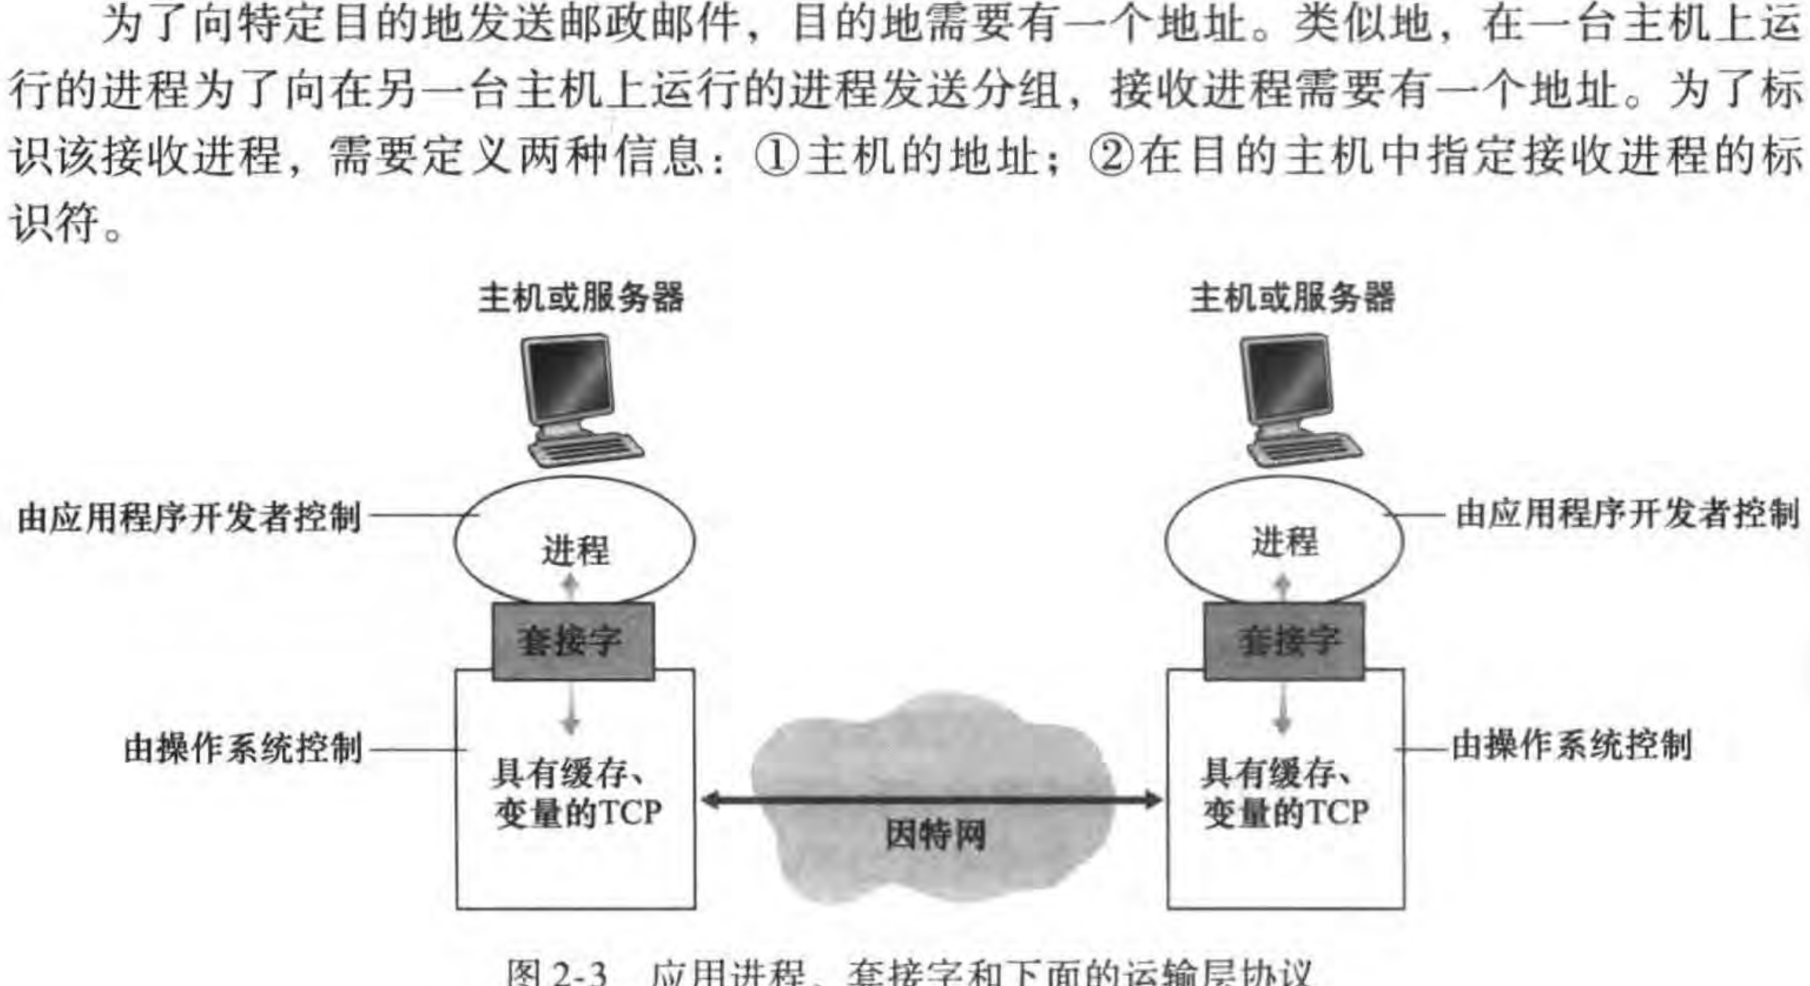 为了向特定目的地发送邮政邮件，目的地需要有一个地址。类似地，在一台主机上运
行的进程为了向在另一台主机上运行的进程发送分组，接收进程需要有一个地址。为了标
识该接收进程，需要定义两种信息：①主机的地址；②在目的主机中指定接收进程的标
识符。
主机或服务器
主机或服务器
由应用程序开发者控制
进程
进程
由应用程序开发者控制
套接字
套接字
由操作系统控制
具有缓存、
变量的TCP
因特网
具有缓存、
变量的TCP
由操作系统控制
图 2-3 应用进程、套接字和下面的运输层协议